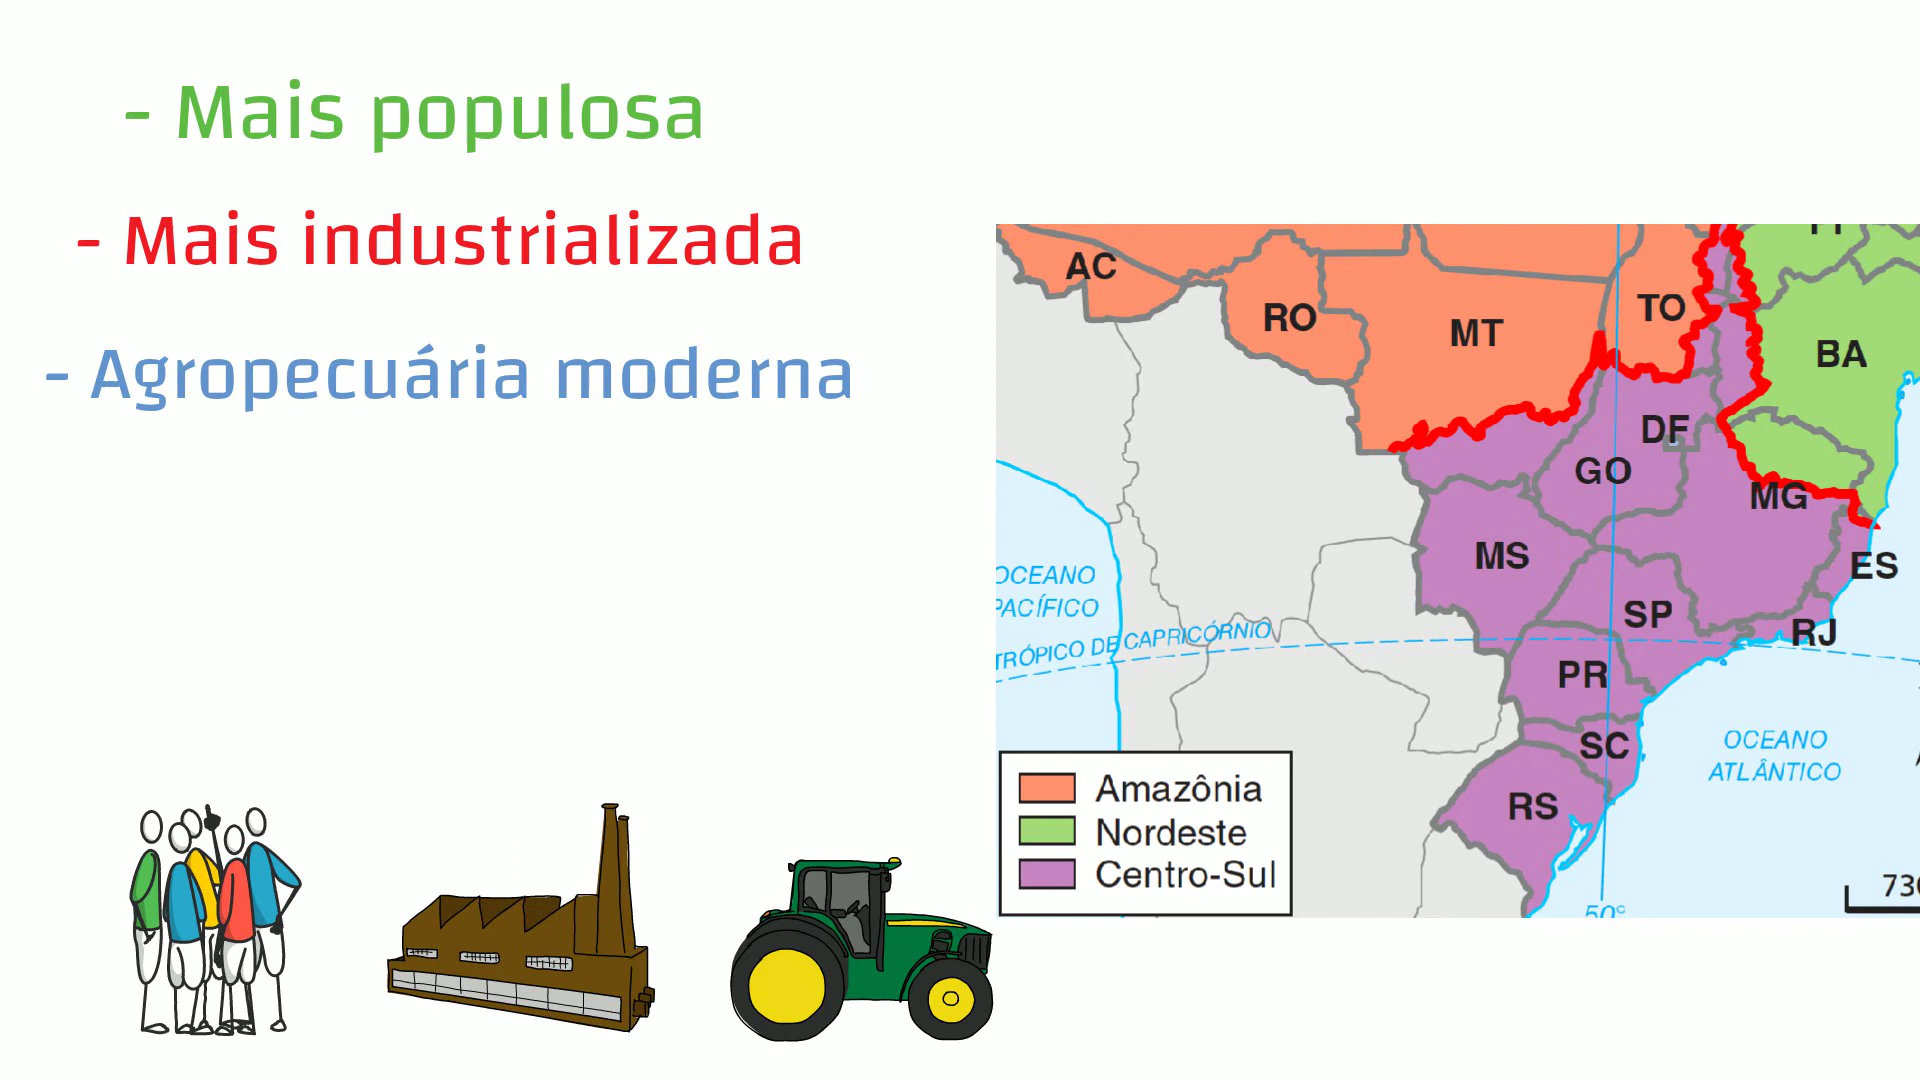 - Mais populosa
- Mais industrializada
- Agropecuária moderna
AC
RO
MT
TO
BA
DF
GO
MG
MS
ES
SP
RJ
PR
SC
RS
OCEANO
PACÍFICO
TRÓPICO DE CAPRICÓRNIO
OCEANO
ATLÂNTICO
50°
Amazônia
Nordeste
Centro-Sul